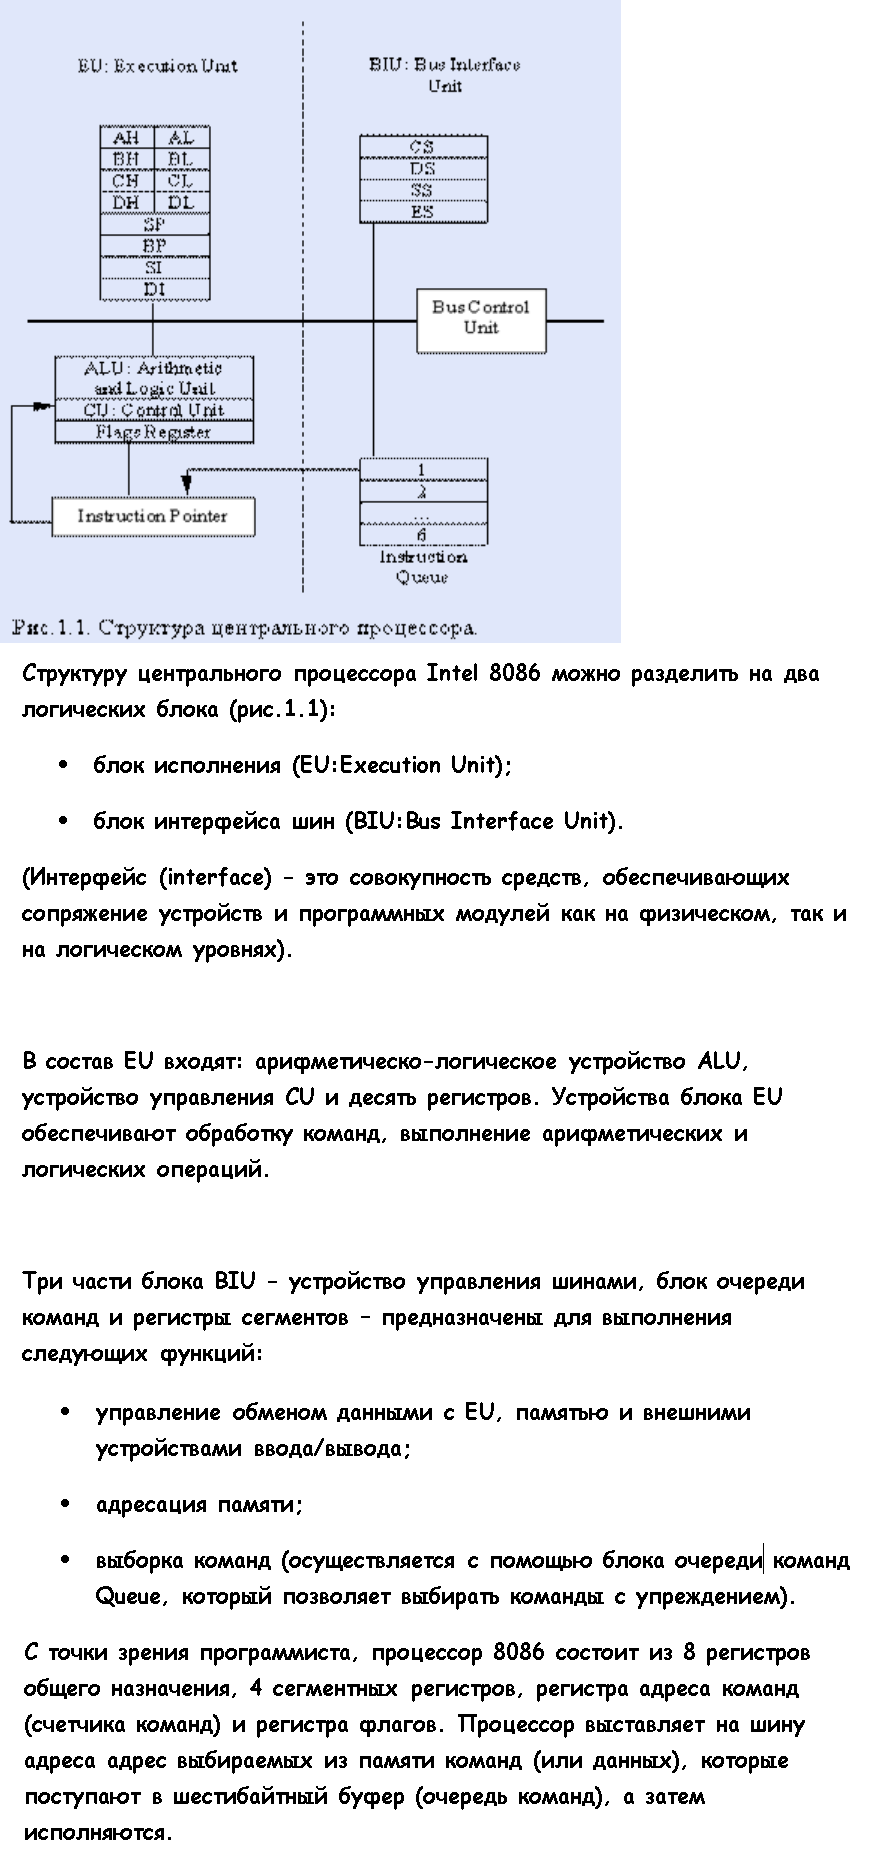 EU: Execution Unit
BIU: Bus Interface
Unit
AH AL
BH BL
CH CL
DH DL
SP
BP
SI
DI
CS
DS
SS
ES
Bus Control
Unit
ALU: Arithmetic
and Logic Unit
CU: Control Unit
Flags Register
Instruction Pointer
1
2
...
6
Instruction
Queue
Рис.1.1. Структура центрального процессора.
Структуру центрального процессора Intel 8086 можно разделить на два
логических блока (рис.1.1):
• блок исполнения (EU:Execution Unit);
• блок интерфейса шин (BIU:Bus Interface Unit).
(Интерфейс (interface) – это совокупность средств, обеспечивающих
сопряжение устройств и программных модулей как на физическом, так и
на логическом уровнях).
В состав EU входят: арифметическо-логическое устройство ALU,
устройство управления CU и десять регистров. Устройства блока EU
обеспечивают обработку команд, выполнение арифметических и
логических операций.
Три части блока BIU – устройство управления шинами, блок очереди
команд и регистры сегментов – предназначены для выполнения
следующих функций:
• управление обменом данными с EU, памятью и внешними
устройствами ввода/вывода;
• адресация памяти;
• выборка команд (осуществляется с помощью блока очереди команд
Queue, который позволяет выбирать команды с упреждением).
С точки зрения программиста, процессор 8086 состоит из 8 регистров
общего назначения, 4 сегментных регистров, регистра адреса команд
(счетчика команд) и регистра флагов. Процессор выставляет на шину
адреса адрес выбираемых из памяти команд (или данных), которые
поступают в шестибайтный буфер (очередь команд), а затем
исполняются.